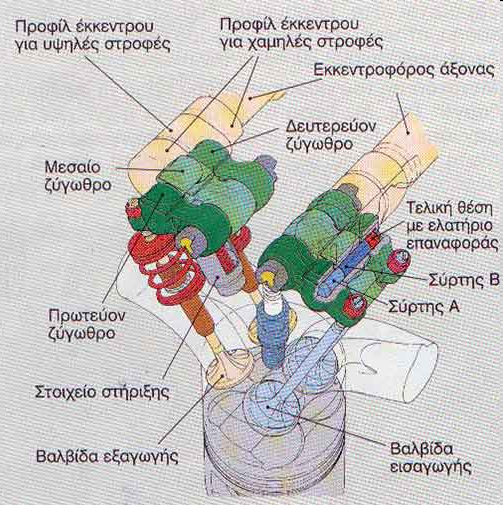 Προφίλ έκκεντρου
για υψηλές στροφές
Προφίλ έκκεντρου
για χαμηλές στροφές
Εκκεντροφόρος άξονας
Δευτερεύον
ζύγωθρο
Μεσαίο
ζύγωθρο
Τελική θέση
με ελατήριο
επαναφοράς
Σύρτης Β
Σύρτης Α
Πρωτεύον
ζύγωθρο
Στοιχείο στήριξης
Βαλβίδα εξαγωγής
Βαλβίδα
εισαγωγής